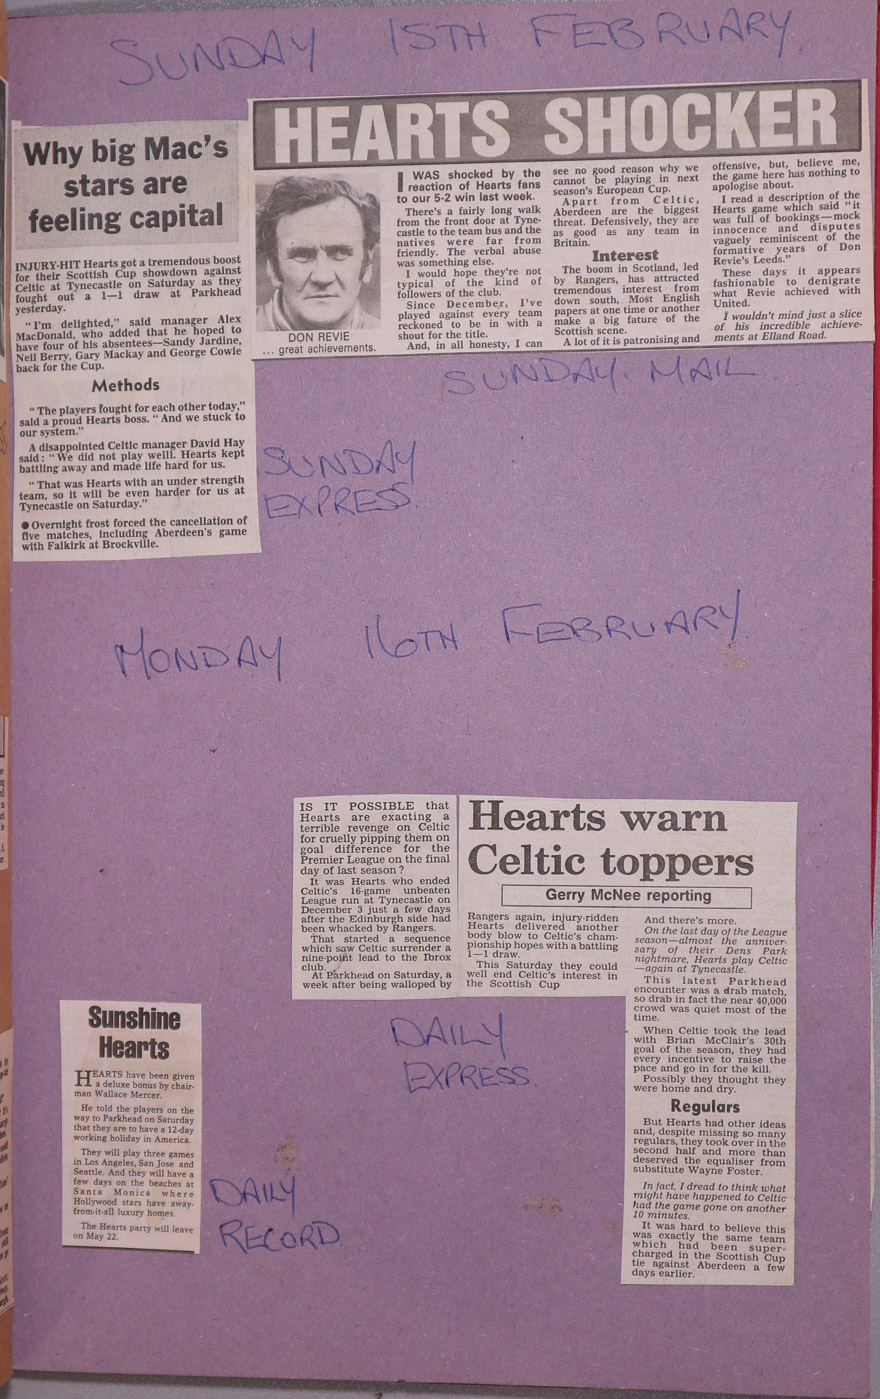 SUNDAY 15TH FEBRUARY.
Why big Mac's
stars are
feeling capital
INJURY-HIT Hearts got a tremendous boost
for their Scottish Cup showdown against
Celtic at Tynecastle on Saturday as they
fought out a 1—1 draw at Parkhead
yesterday.
"I'm delighted," said manager Alex
MacDonald, who added that he hoped to
have four of his absentees—Sandy Jardine,
Neil Berry, Gary Mackay and George Cowie
back for the Cup.
Methods
"The players fought for each other today,"
said a proud Hearts boss. "And we stuck to
our system."
A disappointed Celtic manager David Hay
said: "We did not play welll. Hearts kept
battling away and made life hard for us.
"That was Hearts with an under strength
team, so it will be even harder for us at
Tynecastle on Saturday."
● Overnight frost forced the cancellation of
five matches, including Aberdeen's game
with Falkirk at Brockville.
SUNDAY
EXPRESS.
HEARTS SHOCKER
DON REVIE
... great achievements.
I WAS shocked by the
reaction of Hearts fans
to our 5-2 win last week.
There's a fairly long walk
from the front door at Tyne-
castle to the team bus and the
natives were far from
friendly. The verbal abuse
was something else.
I would hope they're not
typical of the kind of
followers of the club.
Since December, I've
played against every team
reckoned to be in with a
shout for the title.
And, in all honesty, I can
see no good reason why we
cannot be playing in next
season's European Cup.
Apart from Celtic,
Aberdeen are the biggest
threat. Defensively, they are
as good as any team in
Britain.
Interest
The boom in Scotland, led
by Rangers, has attracted
tremendous interest from
down south. Most English
papers at one time or another
make a big fature of the
Scottish scene.
A lot of it is patronising and
offensive, but, believe me,
the game here has nothing to
apologise about.
I read a description of the
Hearts game which said "it
was full of bookings—mock
innocence and disputes
vaguely reminiscent of the
formative years of Don
Revie's Leeds."
These days it appears
fashionable to denigrate
what Revie achieved with
United.
I wouldn't mind just a slice
of his incredible achieve-
ments at Elland Road.
SUNDAY. MAIL
MONDAY 16TH FEBRUARY.
Hearts warn
Celtic toppers
Gerry McNee reporting
IS IT POSSIBLE that
Hearts are exacting a
terrible revenge on Celtic
for cruelly pipping them on
goal difference for the
Premier League on the final
day of last season?
It was Hearts who ended
Celtic's 16-game unbeaten
League run at Tynecastle on
December 3 just a few days
after the Edinburgh side had
been whacked by Rangers.
That started a sequence
which saw Celtic surrender a
nine-point lead to the Ibrox
club.
At Parkhead on Saturday, a
week after being walloped by
Rangers again, injury-ridden
Hearts delivered another
body blow to Celtic's cham-
pionship hopes with a battling
1—1 draw.
This Saturday they could
well end Celtic's interest in
the Scottish Cup
And there's more.
On the last day of the League
season—almost the anniver-
sary of their Dens Park
nightmare, Hearts play Celtic
—again at Tynecastle.
This latest Parkhead
encounter was a drab match,
so drab in fact the near 40,000
crowd was quiet most of the
time.
When Celtic took the lead
with Brian McClair's 30th
goal of the season, they had
every incentive to raise the
pace and go in for the kill.
Possibly they thought they
were home and dry.
Regulars
But Hearts had other ideas
and, despite missing so many
regulars, they took over in the
second half and more than
deserved the equaliser from
substitute Wayne Foster.
In fact, I dread to think what
might have happened to Celtic
had the game gone on another
10 minutes.
It was hard to believe this
was exactly the same team
which had been super-
charged in the Scottish Cup
tie against Aberdeen a few
days earlier.
DAILY
EXPRESS.
Sunshine
Hearts
HEARTS have been given
a deluxe bonus by chair-
man Wallace Mercer.
He told the players on the
way to Parkhead on Saturday
that they are to have a 12-day
working holiday in America.
They will play three games
in Los Angeles, San Jose and
Seattle. And they will have a
few days on the beaches at
Santa Monica where
Hollywood stars have away-
from-it-all luxury homes.
The Hearts party will leave
on May 22.
DAILY
RECORD